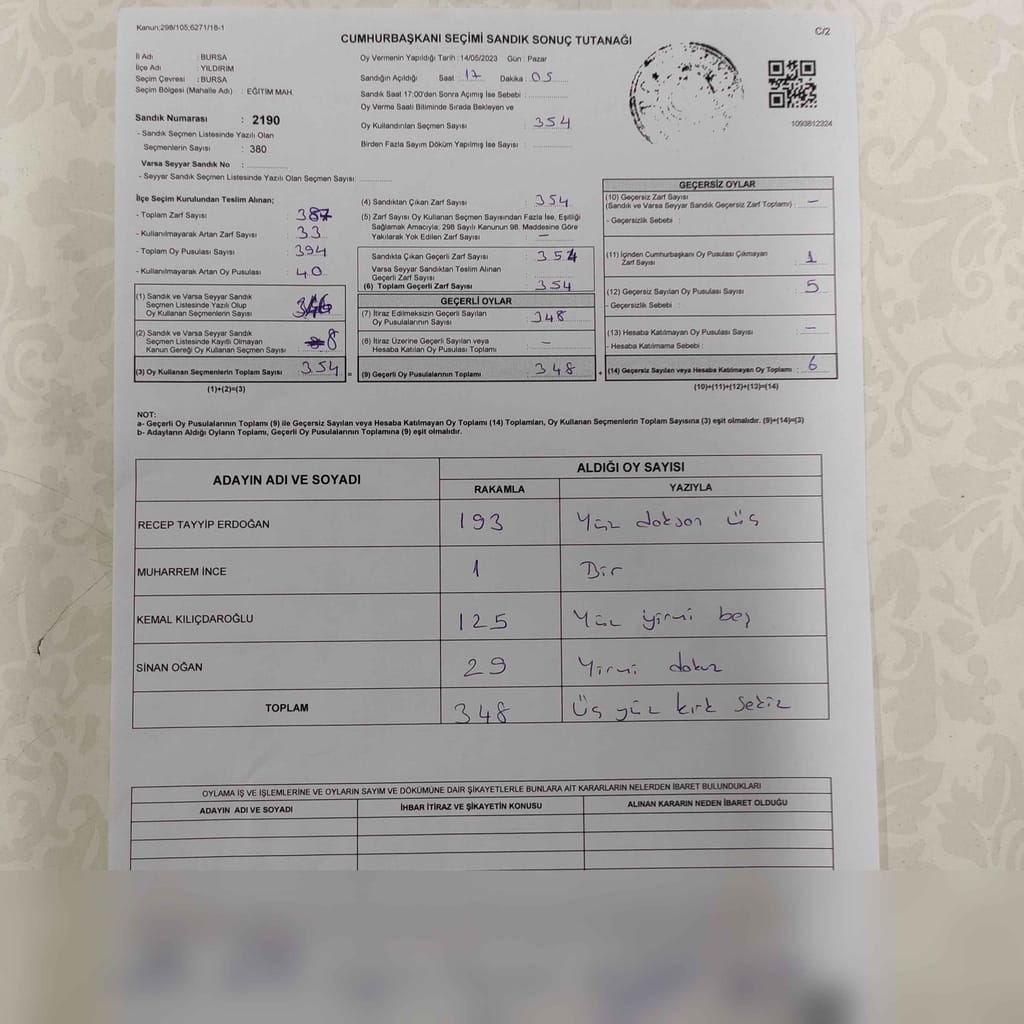 Kanun:298/105,6271/18-1
C/2
CUMHURBAŞKANI SEÇİMİ SANDIK SONUÇ TUTANAĞI
İl Adı : BURSA
İlçe Adı : YILDIRIM
Seçim Çevresi : BURSA
Seçim Bölgesi (Mahalle Adı) : EĞİTİM MAH.
Sandık Numarası : 2190
- Sandık Seçmen Listesinde Yazılı Olan
Seçmenlerin Sayısı : 380
Varsa Seyyar Sandık No :
- Seyyar Sandık Seçmen Listesinde Yazılı Olan Seçmen Sayısı:
Oy Vermenin Yapıldığı Tarih :14/05/2023 Gün : Pazar
Sandığın Açıldığı Saat : 17 Dakika : 05
Sandık Saat 17:00'den Sonra Açımış İse Sebebi :
Oy Verme Saati Bitiminde Sırada Bekleyen ve
Oy Kullandırılan Seçmen Sayısı : 354
Birden Fazla Sayım Döküm Yapılmış İse Sayısı :
1093812324
İlçe Seçim Kurulundan Teslim Alınan;
- Toplam Zarf Sayısı : 387
- Kullanılmayarak Artan Zarf Sayısı : 33
- Toplam Oy Pusulası Sayısı : 394
- Kullanılmayarak Artan Oy Pusulası : 40
(1) Sandık ve Varsa Seyyar Sandık
Seçmen Listesinde Yazılı Olup
Oy Kullanan Seçmenlerin Sayısı : 346
(2) Sandık ve Varsa Seyyar Sandık
Seçmen Listesinde Kayıtlı Olmayan
Kanun Gereği Oy Kullanan Seçmen Sayısı : 8
(3) Oy Kullanan Seçmenlerin Toplam Sayısı : 354
(1)+(2)=(3)
(4) Sandıktan Çıkan Zarf Sayısı : 354
(5) Zarf Sayısı Oy Kullanan Seçmen Sayısından Fazla İse, Eşitliği
Sağlamak Amacıyla; 298 Sayılı Kanunun 98. Maddesine Göre
Yakılarak Yok Edilen Zarf Sayısı : —
Sandıkta Çıkan Geçerli Zarf Sayısı : 354
Varsa Seyyar Sandıktan Teslim Alınan
Geçerli Zarf Sayısı :
(6) Toplam Geçerli Zarf Sayısı : 354
GEÇERLİ OYLAR
(7) İtiraz Edilmeksizin Geçerli Sayılan
Oy Pusulalarının Sayısı : 348
(8) İtiraz Üzerine Geçerli Sayılan veya
Hesaba Katılan Oy Pusulası Toplamı : —
= (9) Geçerli Oy Pusulalarının Toplamı : 348 +
GEÇERSİZ OYLAR
(10) Geçersiz Zarf Sayısı
(Sandık ve Varsa Seyyar Sandık Geçersiz Zarf Toplamı) : —
- Geçersizlik Sebebi :
(11) İçinden Cumhurbaşkanı Oy Pusulası Çıkmayan
Zarf Sayısı : 1
(12) Geçersiz Sayılan Oy Pusulası Sayısı : 5
- Geçersizlik Sebebi :
(13) Hesaba Katılmayan Oy Pusulası Sayısı : —
- Hesaba Katılmama Sebebi :
(14) Geçersiz Sayılan veya Hesaba Katılmayan Oy Toplamı : 6
(10)+(11)+(12)+(13)=(14)
NOT:
a- Geçerli Oy Pusulalarının Toplamı (9) ile Geçersiz Sayılan veya Hesaba Katılmayan Oy Toplamı (14) Toplamları, Oy Kullanan Seçmenlerin Toplam Sayısına (3) eşit olmalıdır. (9)+(14)=(3)
b- Adayların Aldığı Oyların Toplamı, Geçerli Oy Pusulalarının Toplamına (9) eşit olmalıdır.
ADAYIN ADI VE SOYADI
ALDIĞI OY SAYISI
RAKAMLA YAZIYLA
RECEP TAYYİP ERDOĞAN 193 Yüz doksan üç
MUHARREM İNCE 1 Bir
KEMAL KILIÇDAROĞLU 125 Yüz yirmi beş
SİNAN OĞAN 29 Yirmi dokuz
TOPLAM 348 Üç yüz kırk sekiz
OYLAMA İŞ VE İŞLEMLERİNE VE OYLARIN SAYIM VE DÖKÜMÜNE DAİR ŞİKAYETLERLE BUNLARA AİT KARARLARIN NELERDEN İBARET BULUNDUKLARI
ADAYIN ADI VE SOYADI İHBAR İTİRAZ VE ŞİKAYETİN KONUSU ALINAN KARARIN NEDEN İBARET OLDUĞU